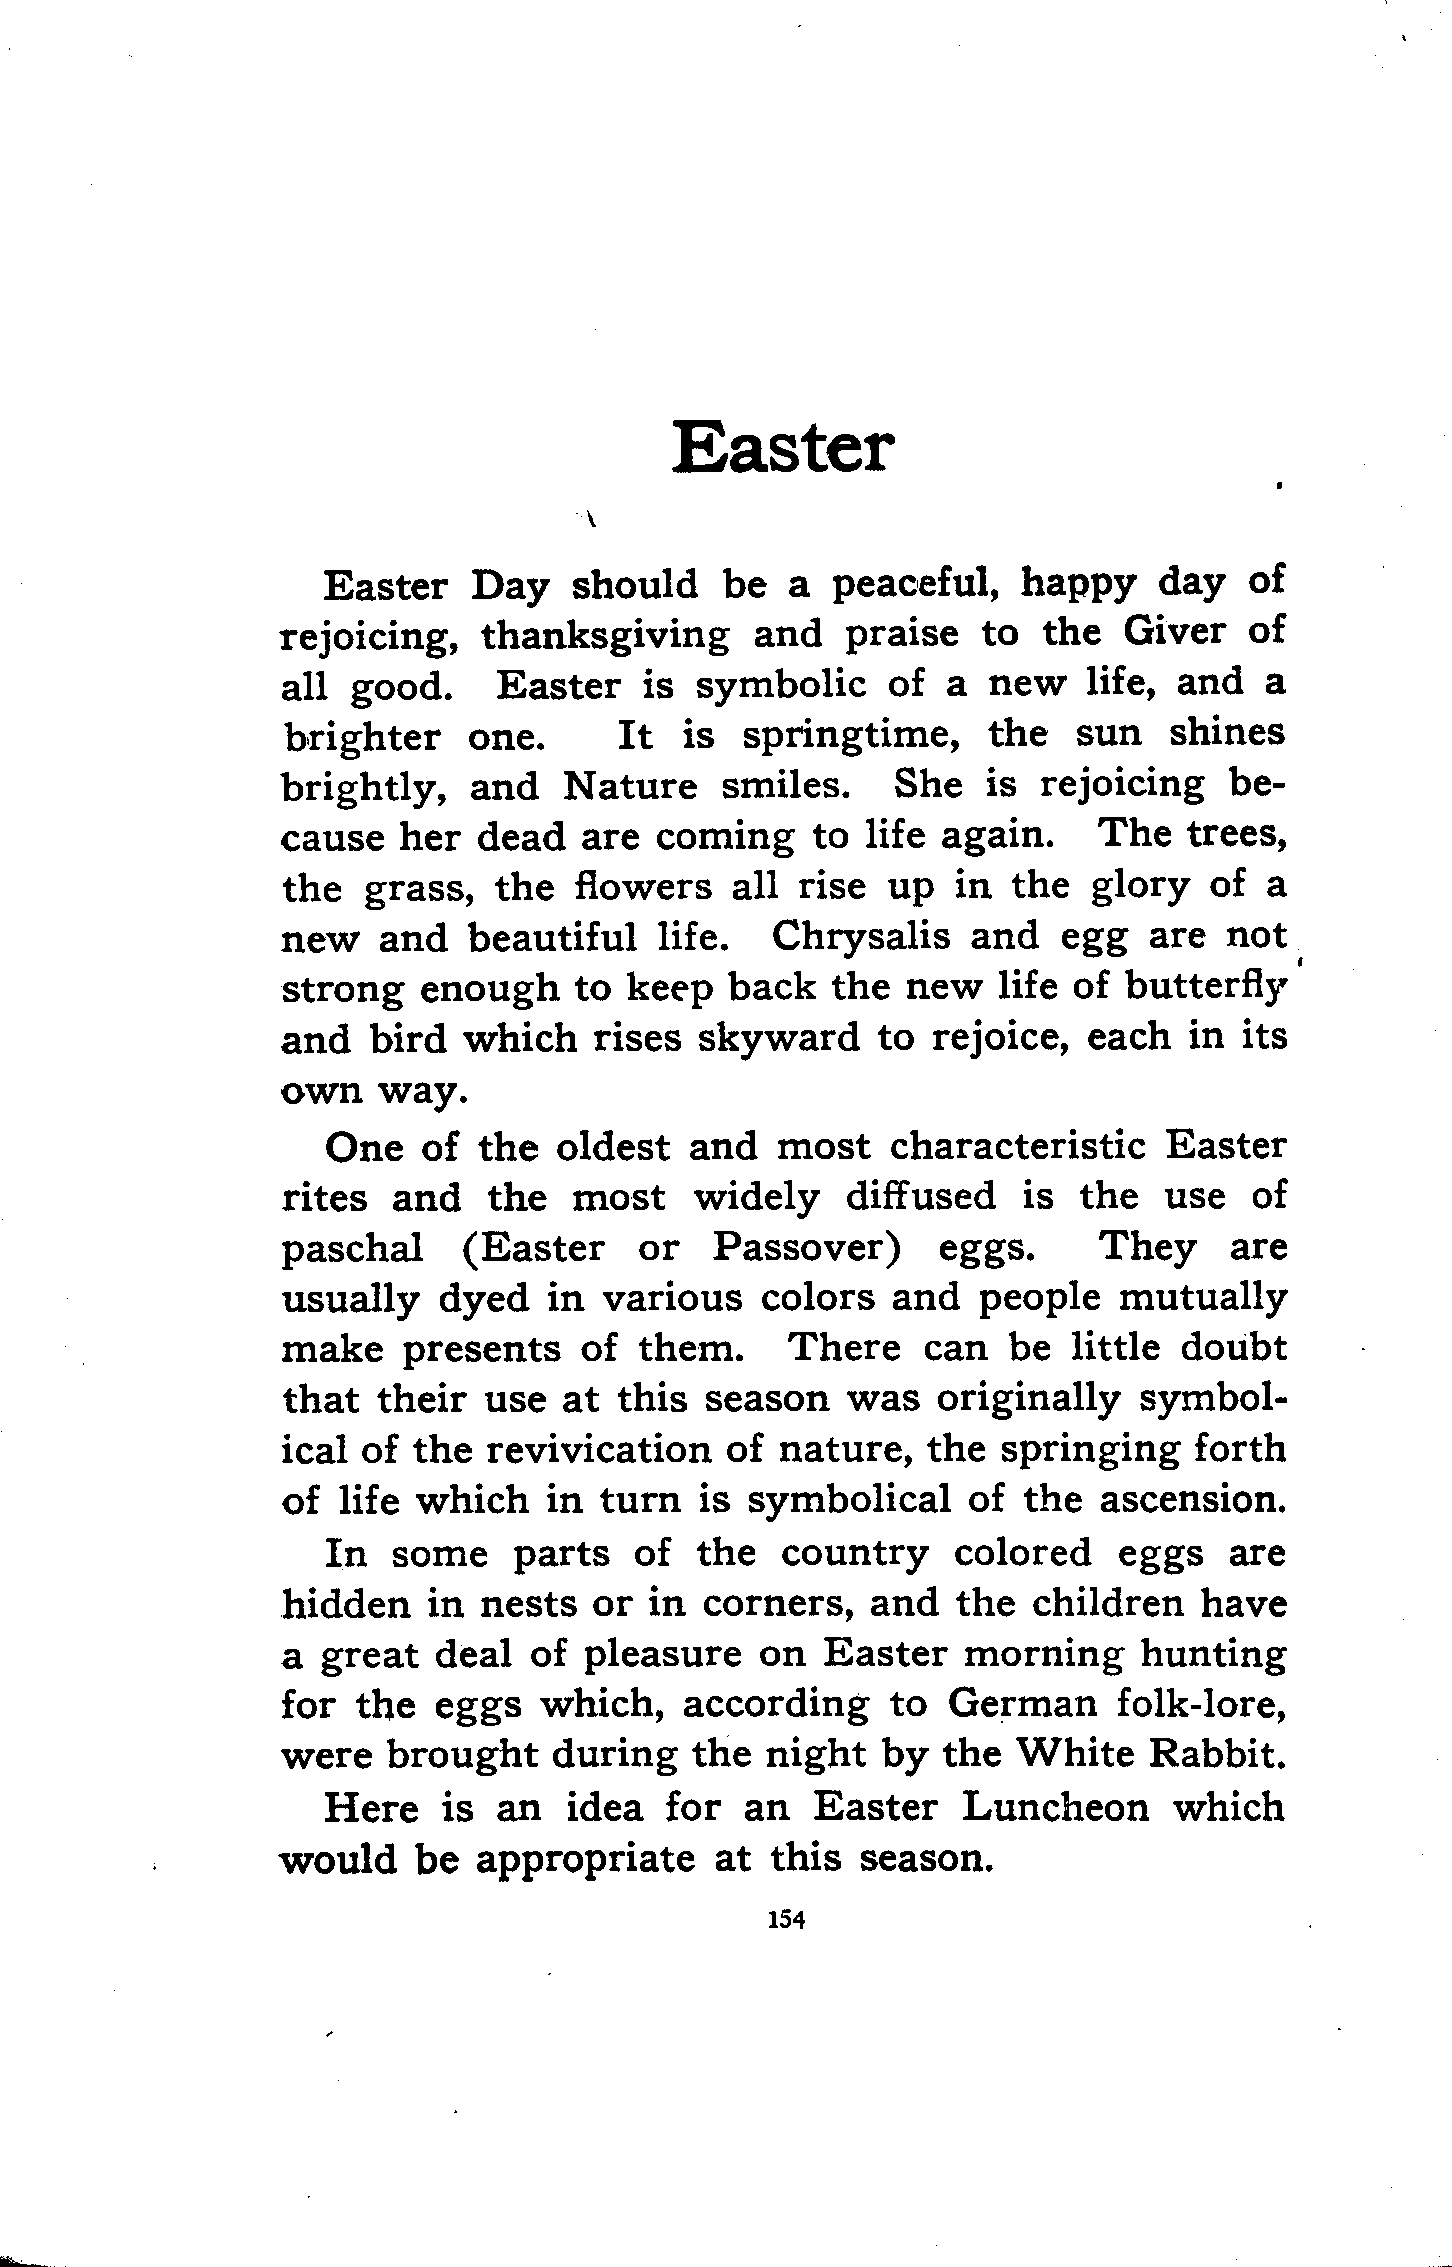 Easter
Easter Day should be a peaceful, happy day of
rejoicing, thanksgiving and praise to the Giver of
all good. Easter is symbolic of a new life, and a
brighter one. It is springtime, the sun shines
brightly, and Nature smiles. She is rejoicing be-
cause her dead are coming to life again. The trees,
the grass, the flowers all rise up in the glory of a
new and beautiful life. Chrysalis and egg are not
strong enough to keep back the new life of butterfly
and bird which rises skyward to rejoice, each in its
own way.
One of the oldest and most characteristic Easter
rites and the most widely diffused is the use of
paschal (Easter or Passover) eggs. They are
usually dyed in various colors and people mutually
make presents of them. There can be little doubt
that their use at this season was originally symbol-
ical of the revivication of nature, the springing forth
of life which in turn is symbolical of the ascension.
In some parts of the country colored eggs are
hidden in nests or in corners, and the children have
a great deal of pleasure on Easter morning hunting
for the eggs which, according to German folk-lore,
were brought during the night by the White Rabbit.
Here is an idea for an Easter Luncheon which
would be appropriate at this season.
154